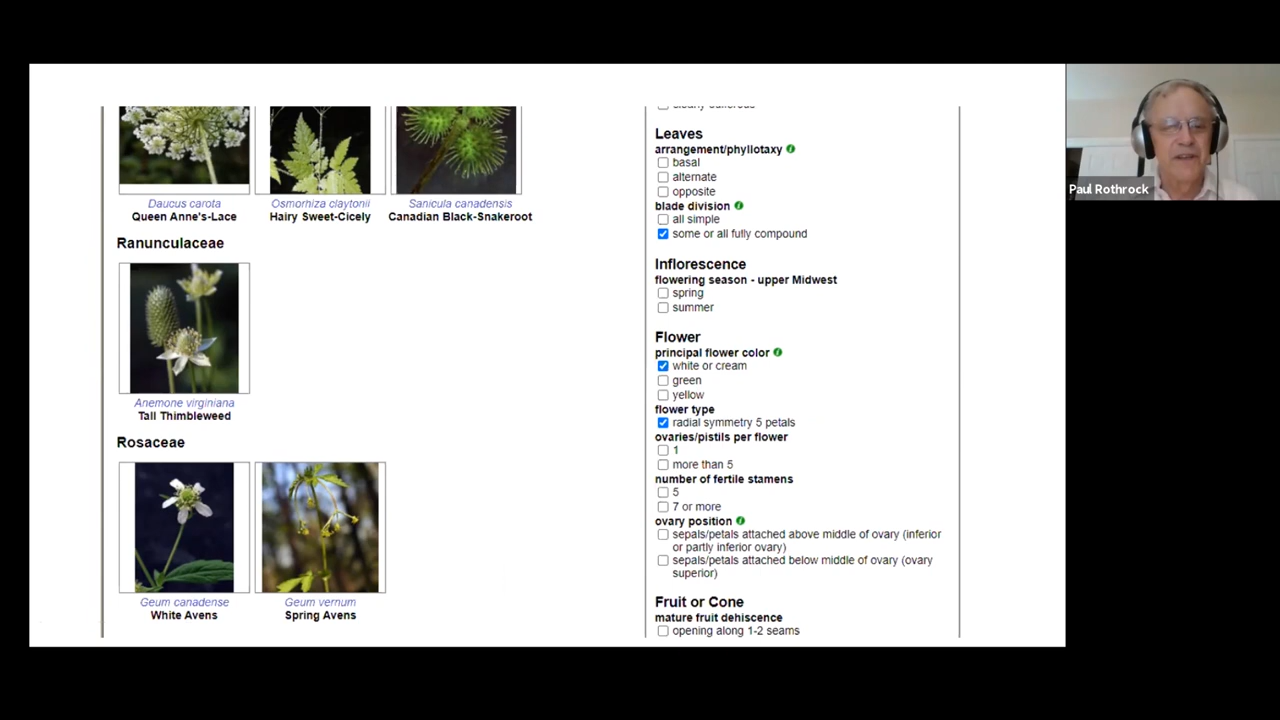 Daucus carota
Queen Anne's-Lace
Osmorhiza claytonii
Hairy Sweet-Cicely
Sanicula canadensis
Canadian Black-Snakeroot
Ranunculaceae
Anemone virginiana
Tall Thimbleweed
Rosaceae
Geum canadense
White Avens
Geum vernum
Spring Avens
Leaves
arrangement/phyllotaxy
basal
alternate
opposite
blade division
all simple
some or all fully compound
Inflorescence
flowering season - upper Midwest
spring
summer
Flower
principal flower color
white or cream
green
yellow
flower type
radial symmetry 5 petals
ovaries/pistils per flower
1
more than 5
number of fertile stamens
5
7 or more
ovary position
sepals/petals attached above middle of ovary (inferior
or partly inferior ovary)
sepals/petals attached below middle of ovary (ovary
superior)
Fruit or Cone
mature fruit dehiscence
opening along 1-2 seams
Paul Rothrock